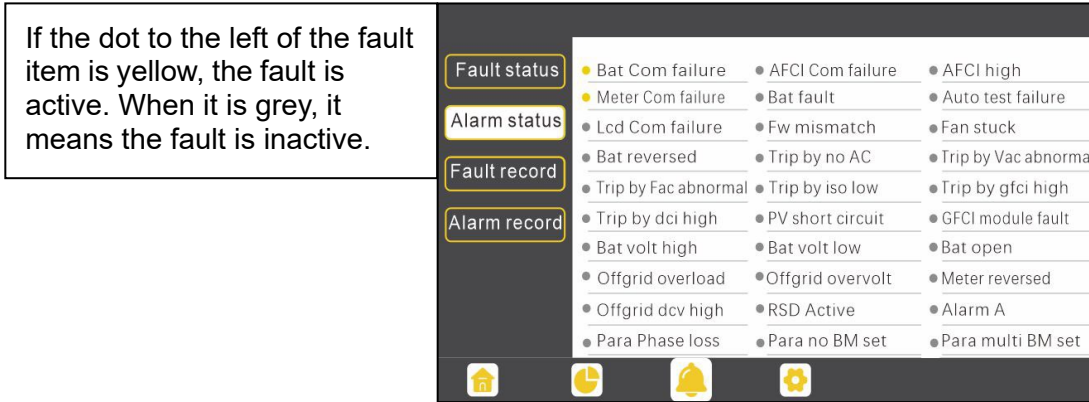 If the dot to the left of the fault
item is yellow, the fault is
active. When it is grey, it
means the fault is inactive.
Fault status
Alarm status
Fault record
Alarm record
Bat Com failure AFCI Com failure AFCI high
Meter Com failure Bat fault Auto test failure
Lcd Com failure Fw mismatch Fan stuck
Bat reversed Trip by no AC Trip by Vac abnorma
Trip by Fac abnormal Trip by iso low Trip by gfci high
Trip by dci high PV short circuit GFCI module fault
Bat volt high Bat volt low Bat open
Offgrid overload Offgrid overvolt Meter reversed
Offgrid dcv high RSD Active Alarm A
Para Phase loss Para no BM set Para multi BM set